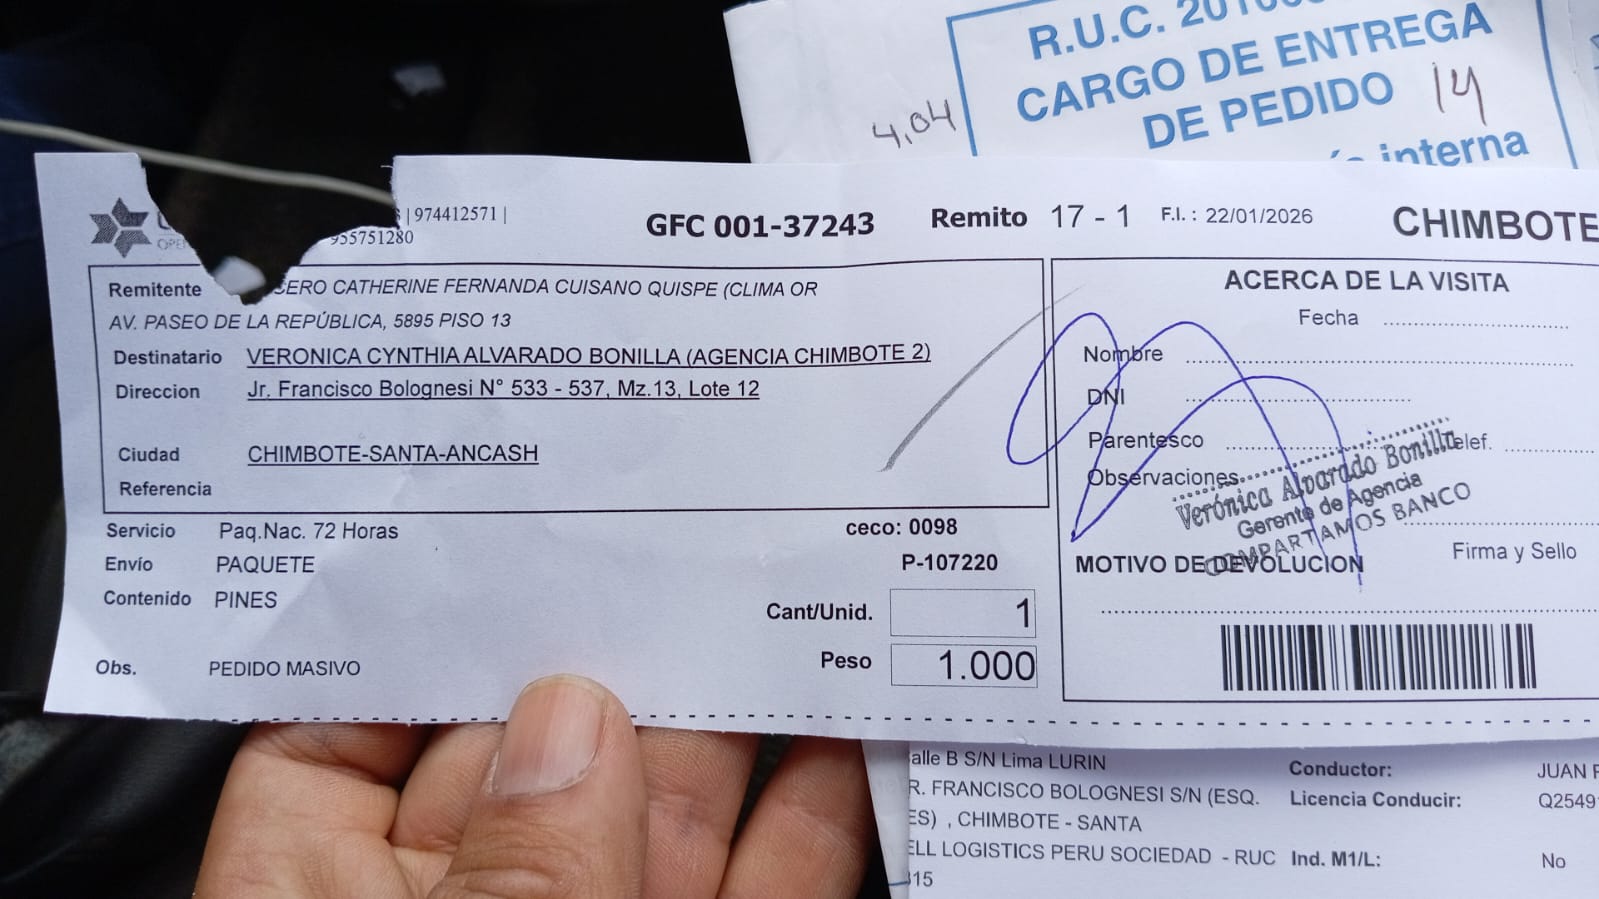 R.U.C.
CARGO DE ENTREGA
DE PEDIDO
14
4,04
interna
| 974412571 |
955751280
GFC 001-37243
Remito 17 - 1
F.I. : 22/01/2026
CHIMBOTE
Remitente CERO CATHERINE FERNANDA CUISANO QUISPE (CLIMA OR
AV. PASEO DE LA REPÚBLICA, 5895 PISO 13
Destinatario VERONICA CYNTHIA ALVARADO BONILLA (AGENCIA CHIMBOTE 2)
Direccion Jr. Francisco Bolognesi N° 533 - 537, Mz.13, Lote 12
Ciudad CHIMBOTE-SANTA-ANCASH
Referencia
Servicio Paq.Nac. 72 Horas
ceco: 0098
Envío PAQUETE
P-107220
Contenido PINES
Cant/Unid. 1
Peso 1.000
Obs. PEDIDO MASIVO
ACERCA DE LA VISITA
Fecha
Nombre
DNI
Parentesco
Telef.
Observaciones
Verónica Alvarado Bonilla
Gerente de Agencia
COMPARTAMOS BANCO
Firma y Sello
MOTIVO DE DEVOLUCION
alle B S/N Lima LURIN
R. FRANCISCO BOLOGNESI S/N (ESQ.
ES) , CHIMBOTE - SANTA
ELL LOGISTICS PERU SOCIEDAD - RUC
315
Conductor: JUAN
Licencia Conducir: Q2549
Ind. M1/L: No